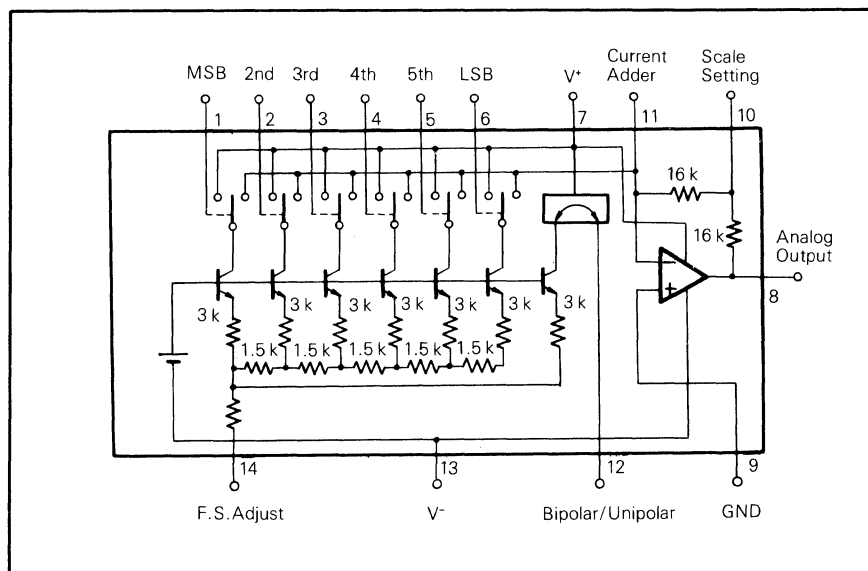 MSB 2nd 3rd 4th 5th LSB V⁺ Current Adder Scale Setting
1 2 3 4 5 6 7 11 10
16 k
16 k
Analog Output
8
3 k 3 k 3 k 3 k 3 k 3 k 3 k
1.5 k 1.5 k 1.5 k 1.5 k 1.5 k
− +
14 13 12 9
F.S. Adjust V⁻ Bipolar/Unipolar GND